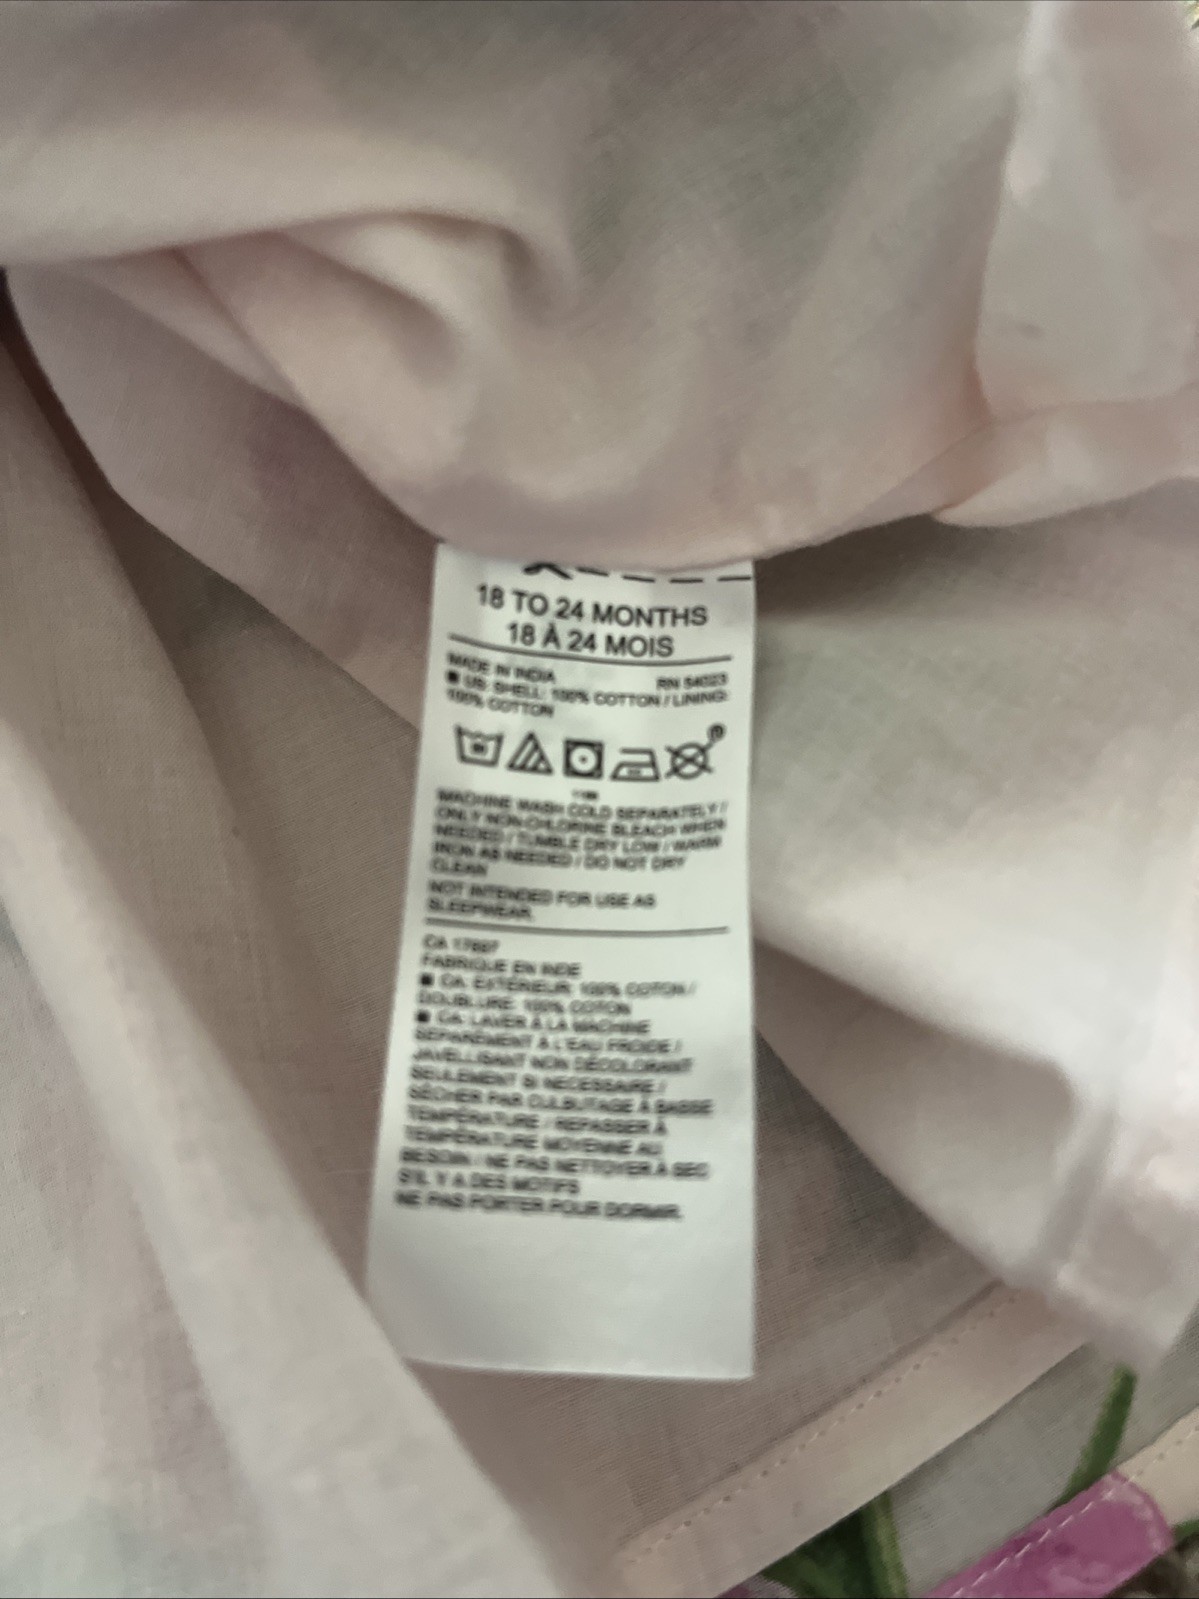 18 TO 24 MONTHS
18 À 24 MOIS
MADE IN INDIA RN 54023
■ US: SHELL: 100% COTTON / LINING:
100% COTTON
MACHINE WASH COLD SEPARATELY /
ONLY NON-CHLORINE BLEACH WHEN
NEEDED / TUMBLE DRY LOW / WARM
IRON AS NEEDED / DO NOT DRY
CLEAN
NOT INTENDED FOR USE AS
SLEEPWEAR.
CA 17897
FABRIQUÉ EN INDE
■ CA: EXTÉRIEUR: 100% COTON /
DOUBLURE: 100% COTON
■ CA: LAVER À LA MACHINE
SÉPARÉMENT À L'EAU FROIDE /
JAVELLISANT NON DÉCOLORANT
SEULEMENT SI NÉCESSAIRE /
SÉCHER PAR CULBUTAGE À BASSE
TEMPÉRATURE / REPASSER À
TEMPÉRATURE MOYENNE AU
BESOIN / NE PAS NETTOYER À SEC
S'IL Y A DES MOTIFS
NE PAS PORTER POUR DORMIR.